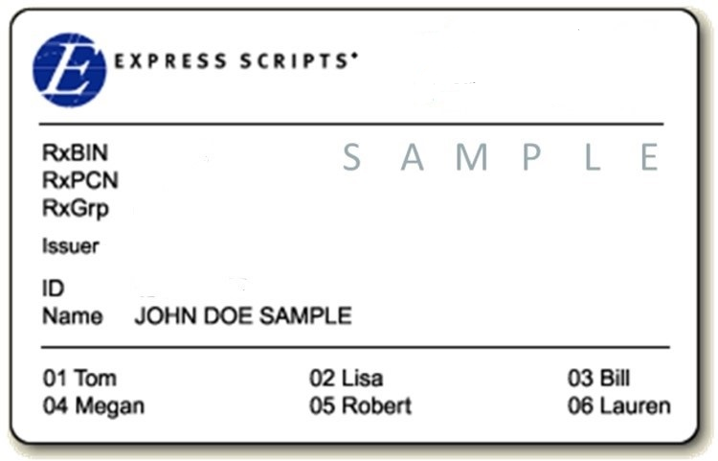 E EXPRESS SCRIPTS
RxBIN S A M P L E
RxPCN
RxGrp
Issuer
ID
Name JOHN DOE SAMPLE
01 Tom 02 Lisa 03 Bill
04 Megan 05 Robert 06 Lauren